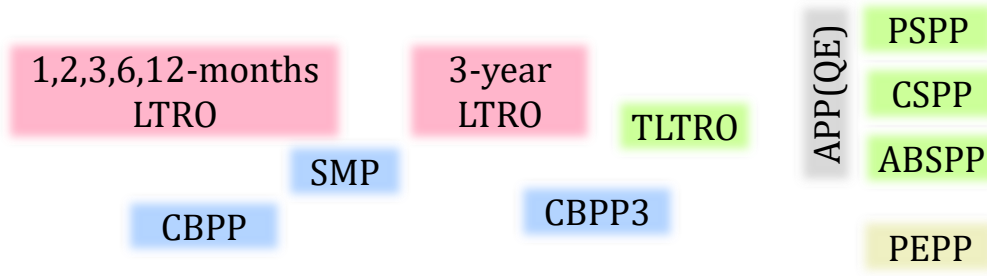 1,2,3,6,12-months
LTRO
3-year
LTRO
TLTRO
SMP
CBPP
CBPP3
APP(QE)
PSPP
CSPP
ABSPP
PEPP